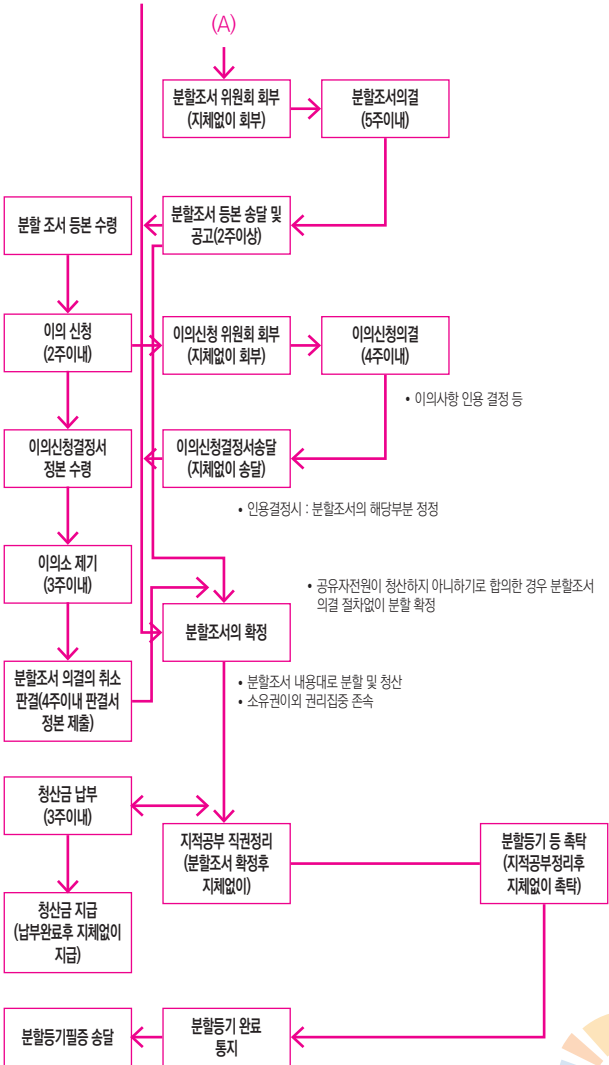 (A)
분할조서 위원회 회부
(지체없이 회부)
분할조서의결
(5주이내)
분할 조서 등본 수령
분할조서 등본 송달 및
공고(2주이상)
이의 신청
(2주이내)
이의신청 위원회 회부
(지체없이 회부)
이의신청의결
(4주이내)
• 이의사항 인용 결정 등
이의신청결정서
정본 수령
이의신청결정서송달
(지체없이 송달)
• 인용결정시 : 분할조서의 해당부분 정정
이의소 제기
(3주이내)
• 공유자전원이 청산하지 아니하기로 합의한 경우 분할조서
의결 절차없이 분할 확정
분할조서의 확정
분할조서 의결의 취소
판결(4주이내 판결서
정본 제출)
• 분할조서 내용대로 분할 및 청산
• 소유권이외 권리집중 존속
청산금 납부
(3주이내)
지적공부 직권정리
(분할조서 확정후
지체없이)
분할등기 등 촉탁
(지적공부정리후
지체없이 촉탁)
청산금 지급
(납부완료후 지체없이
지급)
분할등기필증 송달
분할등기 완료
통지